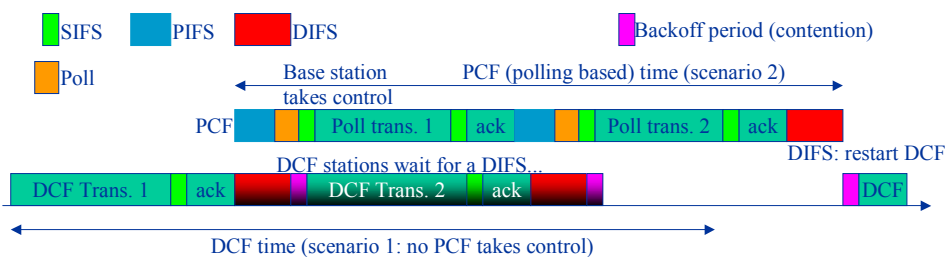 SIFS
PIFS
DIFS
Backoff period (contention)
Poll
Base station
takes control
PCF (polling based) time (scenario 2)
PCF
Poll trans. 1
ack
Poll trans. 2
ack
DIFS: restart DCF
DCF stations wait for a DIFS...
DCF Trans. 1
ack
DCF Trans. 2
ack
DCF
DCF time (scenario 1: no PCF takes control)